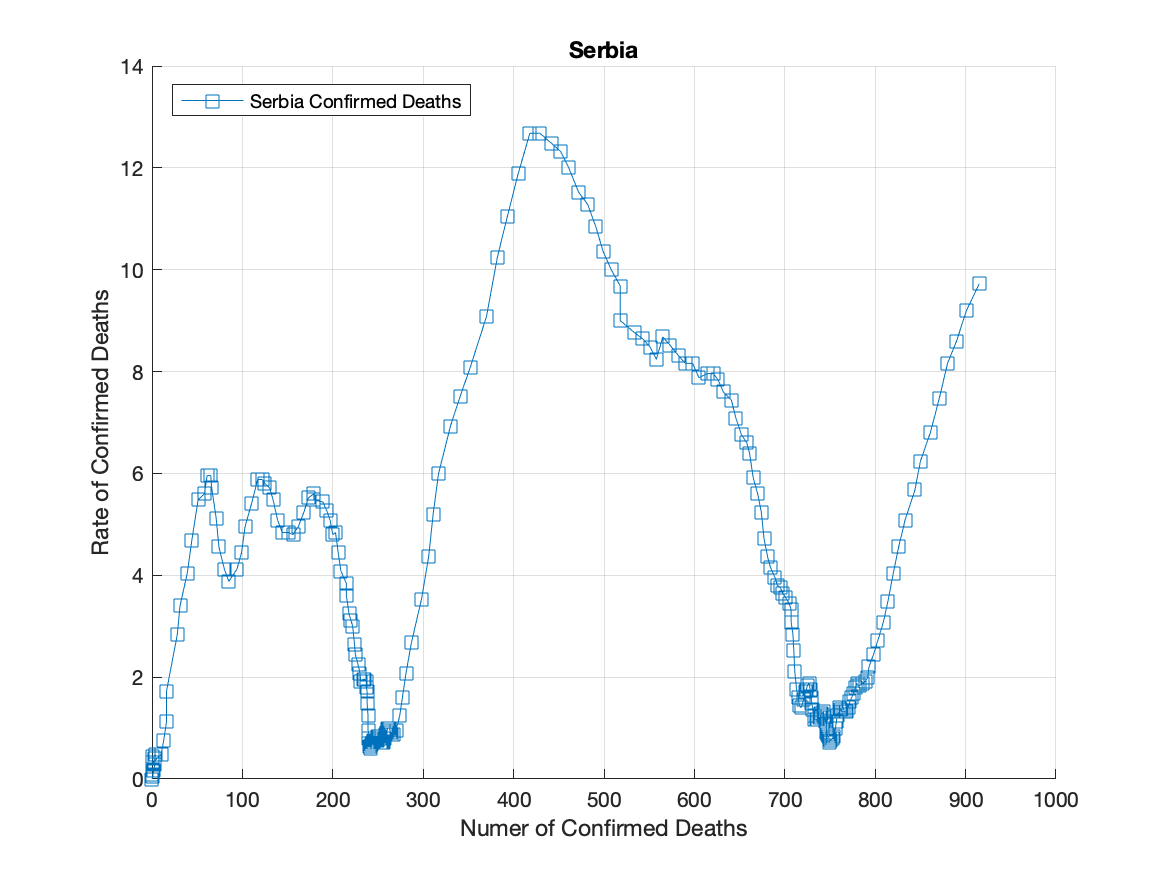 Serbia
Serbia Confirmed Deaths
Rate of Confirmed Deaths
14
12
10
8
6
4
2
0
0 100 200 300 400 500 600 700 800 900 1000
Numer of Confirmed Deaths